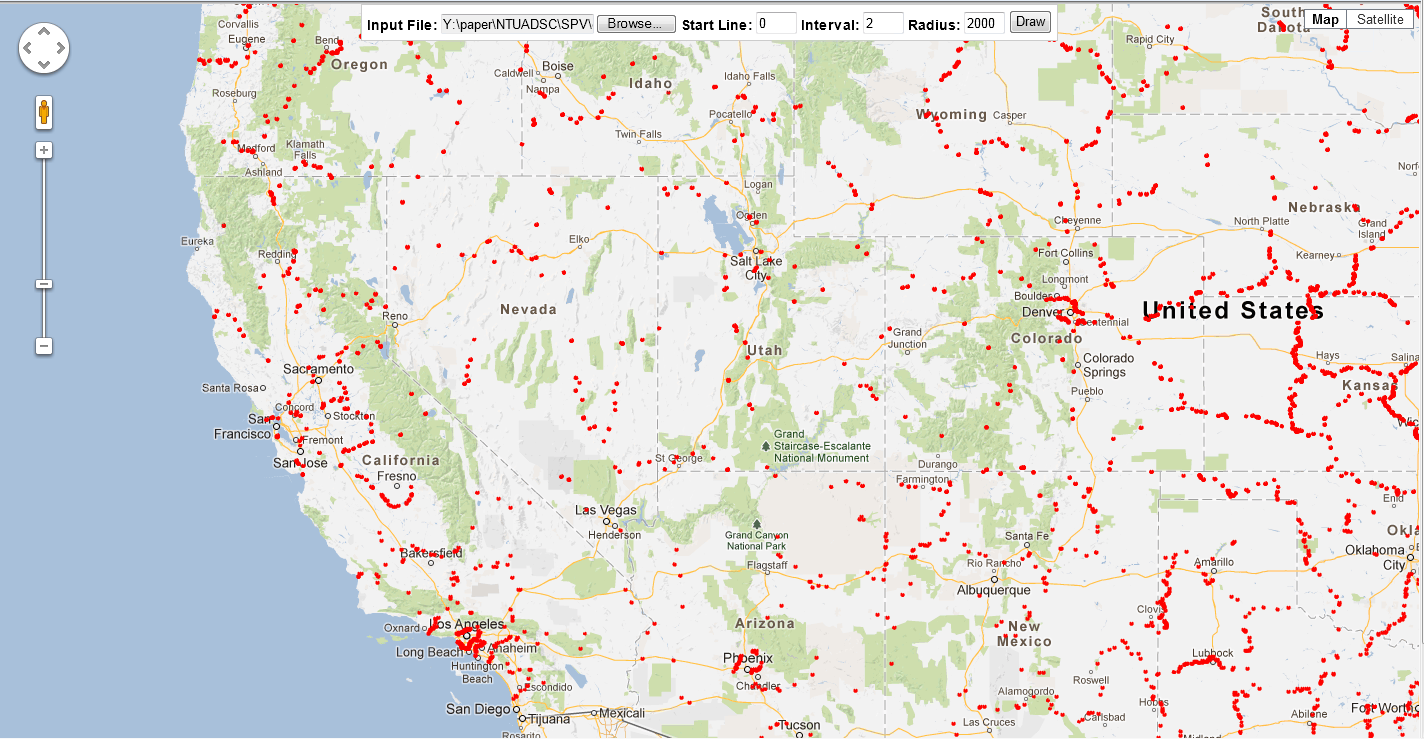 Input File: Y:\paper\NTUADSC\SPV\ Browse... Start Line: 0 Interval: 2 Radius: 2000 Draw
Map Satellite
South
Dakota
Corvallis
Eugene
Bend
Oregon
Roseburg
Medford
Klamath
Falls
Ashland
Boise
Caldwell
Nampa
Idaho
Idaho Falls
Pocatello
Twin Falls
Wyoming
Casper
Rapid City
Logan
Ogden
Salt Lake
City
Cheyenne
Nebraska
North Platte
Grand
Island
Kearney
Norf
Eureka
Redding
Elko
Nevada
Reno
Utah
Fort Collins
Longmont
Boulder
Denver
Centennial
United States
Grand
Junction
Colorado
Colorado
Springs
Pueblo
Hays
Salina
Kansas
Wic
Sacramento
Santa Rosa
Concord
Stockton
San
Francisco
Fremont
San Jose
California
Fresno
St George
Grand
Staircase-Escalante
National Monument
Durango
Farmington
Las Vegas
Henderson
Grand Canyon
National Park
Flagstaff
Santa Fe
Rio Rancho
Albuquerque
Amarillo
Enid
Okla
Oklahoma
City
Bakersfield
Oxnard
Los Angeles
Long Beach
Anaheim
Huntington
Beach
Escondido
San Diego
Tijuana
Mexicali
Rosarito
Arizona
Phoenix
Chandler
Tucson
New
Mexico
Clovis
Lubbock
Roswell
Alamogordo
Las Cruces
Carlsbad
Hobbs
Midland
Abilene
Fort Worth